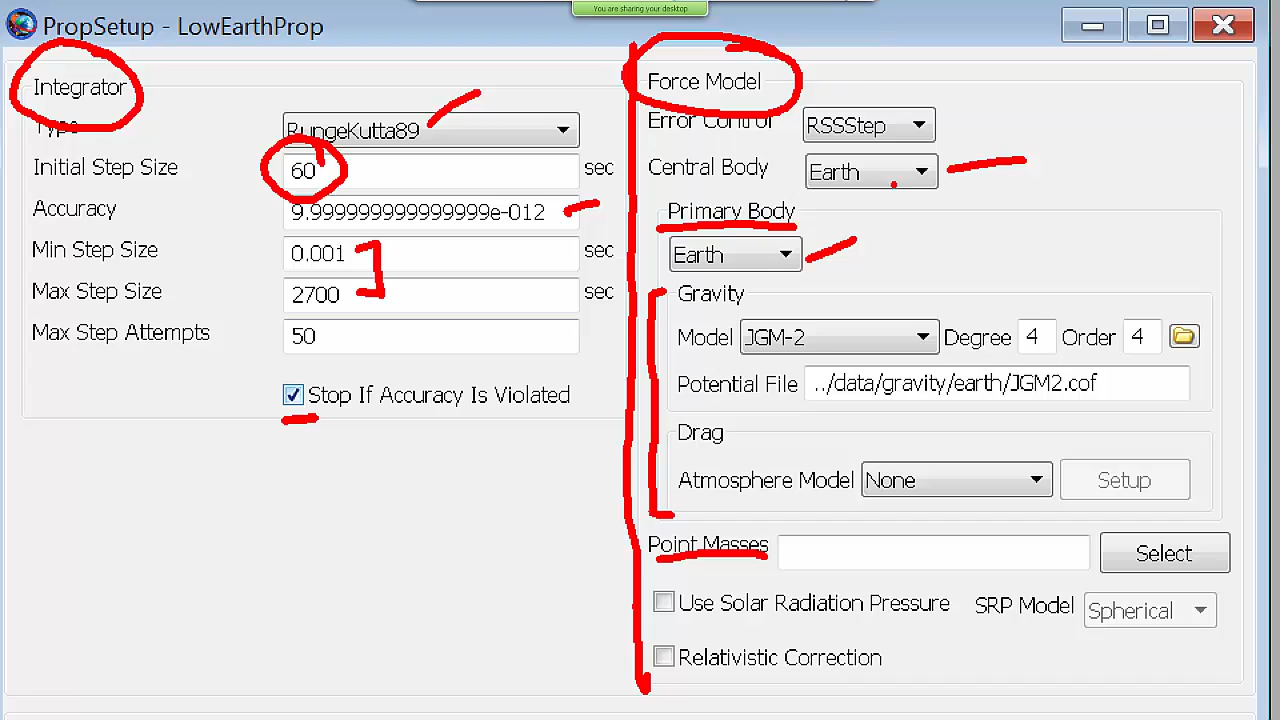 You are sharing your desktop
PropSetup - LowEarthProp
Integrator
Type RungeKutta89
Initial Step Size 60 sec
Accuracy 9.999999999999999e-012
Min Step Size 0.001 sec
Max Step Size 2700 sec
Max Step Attempts 50
Stop If Accuracy Is Violated
Force Model
Error Control RSSStep
Central Body Earth
Primary Body
Earth
Gravity
Model JGM-2 Degree 4 Order 4
Potential File ../data/gravity/earth/JGM2.cof
Drag
Atmosphere Model None Setup
Point Masses Select
Use Solar Radiation Pressure SRP Model Spherical
Relativistic Correction